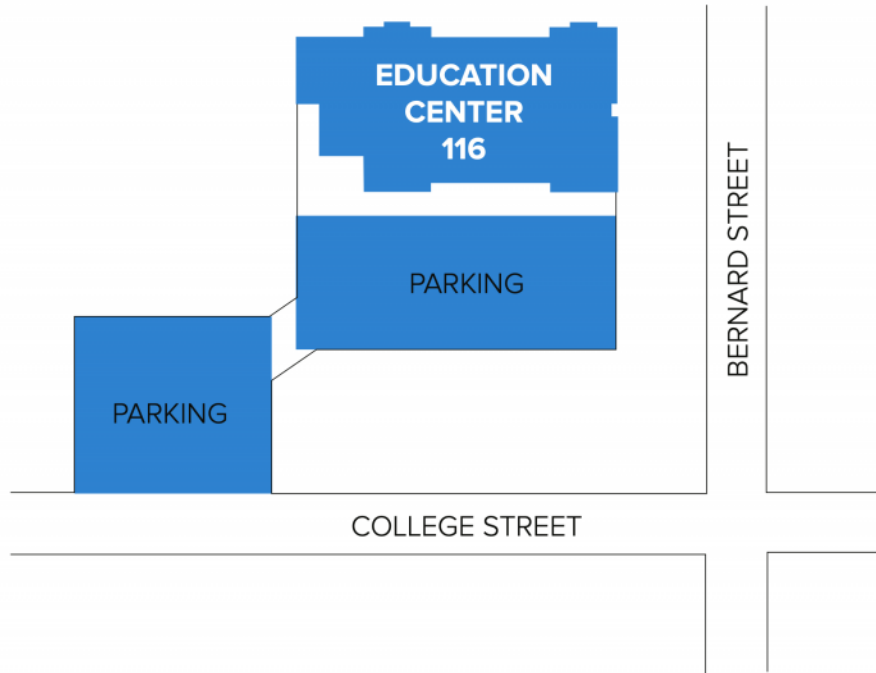 EDUCATION
CENTER
116
PARKING
BERNARD STREET
PARKING
COLLEGE STREET